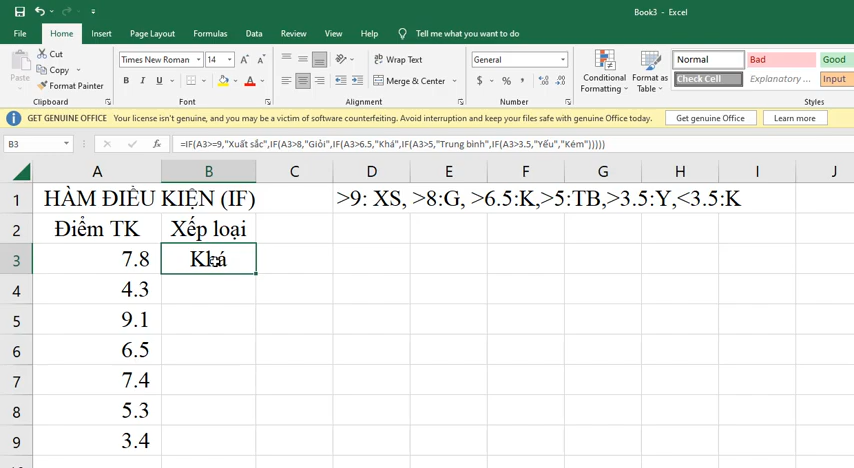 Book3 - Excel
File Home Insert Page Layout Formulas Data Review View Help Tell me what you want to do
Paste Cut Copy Format Painter Clipboard
Times New Roman 14 A A B I U A Font
Wrap Text Merge & Center Alignment
General $ % , Number
Conditional Formatting Format as Table
Normal Bad Good
Check Cell Explanatory ... Input
Styles
GET GENUINE OFFICE Your license isn't genuine, and you may be a victim of software counterfeiting. Avoid interruption and keep your files safe with genuine Office today. Get genuine Office Learn more
B3 fx =IF(A3>=9,"Xuất sắc",IF(A3>8,"Giỏi",IF(A3>6.5,"Khá",IF(A3>5,"Trung bình",IF(A3>3.5,"Yếu","Kém")))))
A B C D E F G H I J
1 HÀM ĐIỀU KIỆN (IF) >9: XS, >8:G, >6.5:K,>5:TB,>3.5:Y,<3.5:K
2 Điểm TK Xếp loại
3 7.8 Khá
4 4.3
5 9.1
6 6.5
7 7.4
8 5.3
9 3.4